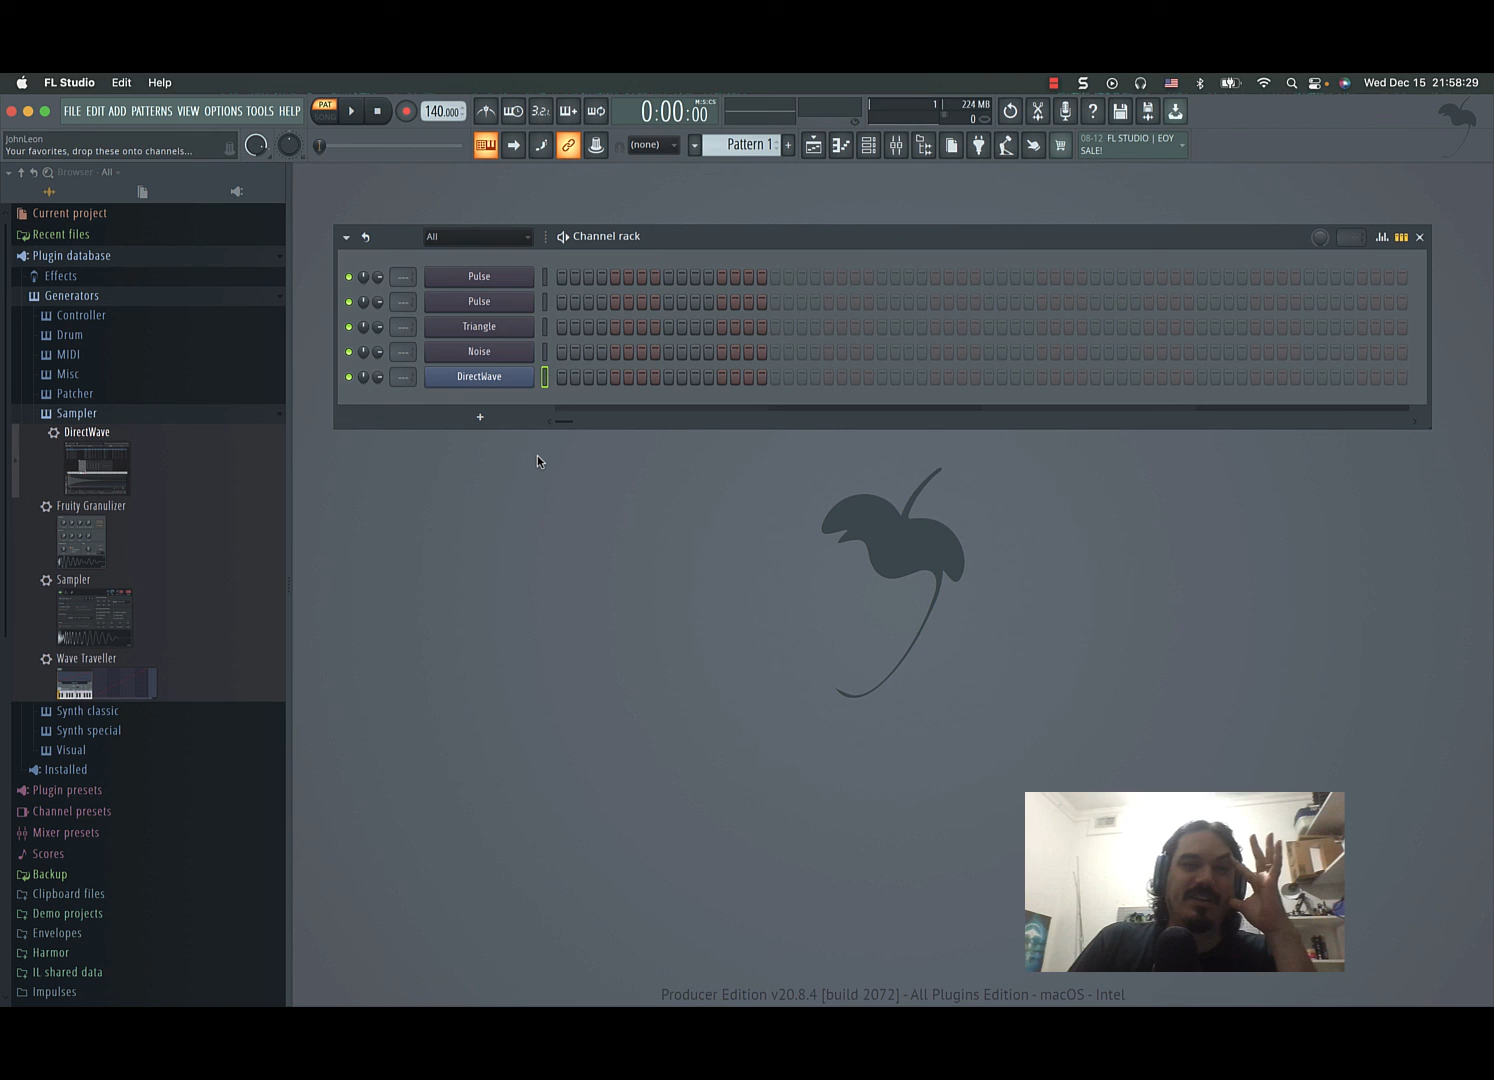 FL Studio Edit Help
Wed Dec 15 21:58:29
FILE EDIT ADD PATTERNS VIEW OPTIONS TOOLS HELP
PAT
SONG
140.000
3.2.
0:00:00
M:S:CS
1
224 MB
0
JohnLeon
Your favorites, drop these onto channels...
(none)
Pattern 1
+
08-12 FL STUDIO | EOY
SALE!
Browser - All
Current project
Recent files
Plugin database
Effects
Generators
Controller
Drum
MIDI
Misc
Patcher
Sampler
DirectWave
Fruity Granulizer
Sampler
Wave Traveller
Synth classic
Synth special
Visual
Installed
Plugin presets
Channel presets
Mixer presets
Scores
Backup
Clipboard files
Demo projects
Envelopes
Harmor
IL shared data
Impulses
All
Channel rack
Pulse
Pulse
Triangle
Noise
DirectWave
+
Producer Edition v20.8.4 [build 2072] - All Plugins Edition - macOS - Intel